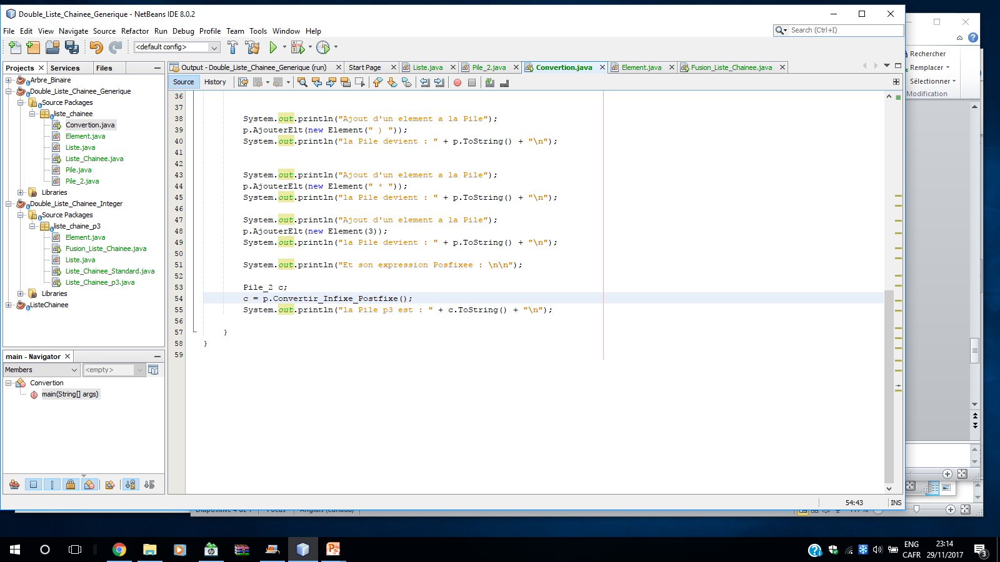 Double_Liste_Chainee_Generique - NetBeans IDE 8.0.2
File Edit View Navigate Source Refactor Run Debug Profile Team Tools Window Help
Search (Ctrl+I)
<default config>
Projects Services Files
Output - Double_Liste_Chainee_Generique (run) Start Page Liste.java Pile_2.java Convertion.java Element.java Fusion_Liste_Chainee.java
Source History
Arbre_Binaire
Double_Liste_Chainee_Generique
Source Packages
liste_chainee
Convertion.java
Element.java
Liste.java
Liste_Chainee.java
Pile.java
Pile_2.java
Libraries
Double_Liste_Chainee_Integer
Source Packages
liste_chaine_p3
Element.java
Fusion_Liste_Chainee.java
Liste.java
Liste_Chainee_Standard.java
Liste_Chainee_p3.java
Libraries
ListeChainee
main - Navigator
Members <empty>
Convertion
main(String[] args)
36
37
38 System.out.println("Ajout d'un element a la Pile");
39 p.AjouterElt(new Element(" ) "));
40 System.out.println("la Pile devient : " + p.ToString() + "\n");
41
42
43 System.out.println("Ajout d'un element a la Pile");
44 p.AjouterElt(new Element(" * "));
45 System.out.println("la Pile devient : " + p.ToString() + "\n");
46
47 System.out.println("Ajout d'un element a la Pile");
48 p.AjouterElt(new Element(3));
49 System.out.println("la Pile devient : " + p.ToString() + "\n");
50
51 System.out.println("Et son expression Posfixee : \n\n");
52
53 Pile_2 c;
54 c = p.Convertir_Infixe_Postfixe();
55 System.out.println("la Pile p3 est : " + c.ToString() + "\n");
56
57 }
58 }
59
54:43 INS
Rechercher
Remplacer
Sélectionner
Modification
ENG
CAFR
23:14
29/11/2017
3